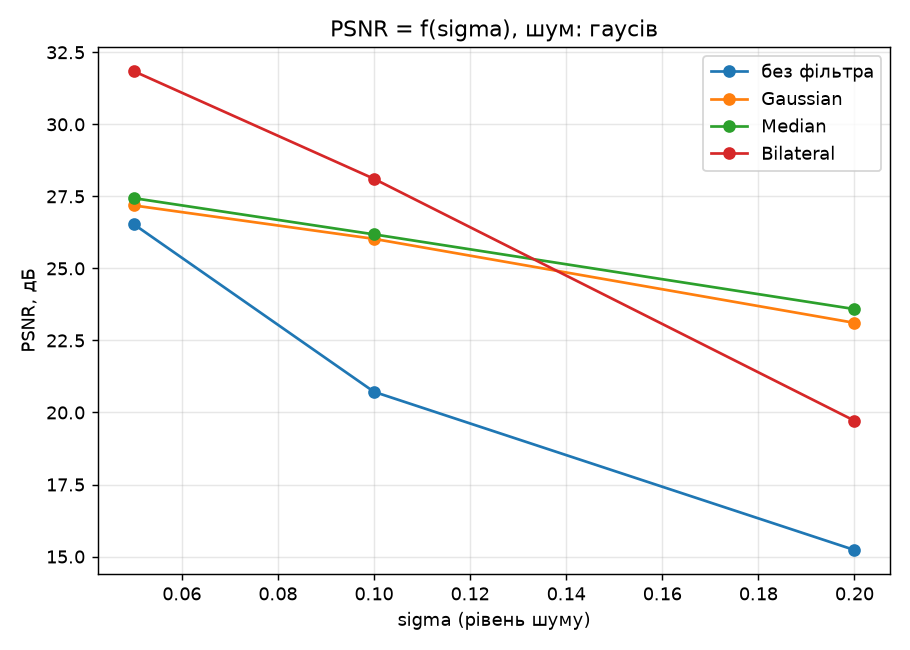 PSNR = f(sigma), шум: гаусів
32.5
30.0
27.5
25.0
22.5
20.0
17.5
15.0
PSNR, дБ
без фільтра
Gaussian
Median
Bilateral
0.06 0.08 0.10 0.12 0.14 0.16 0.18 0.20
sigma (рівень шуму)